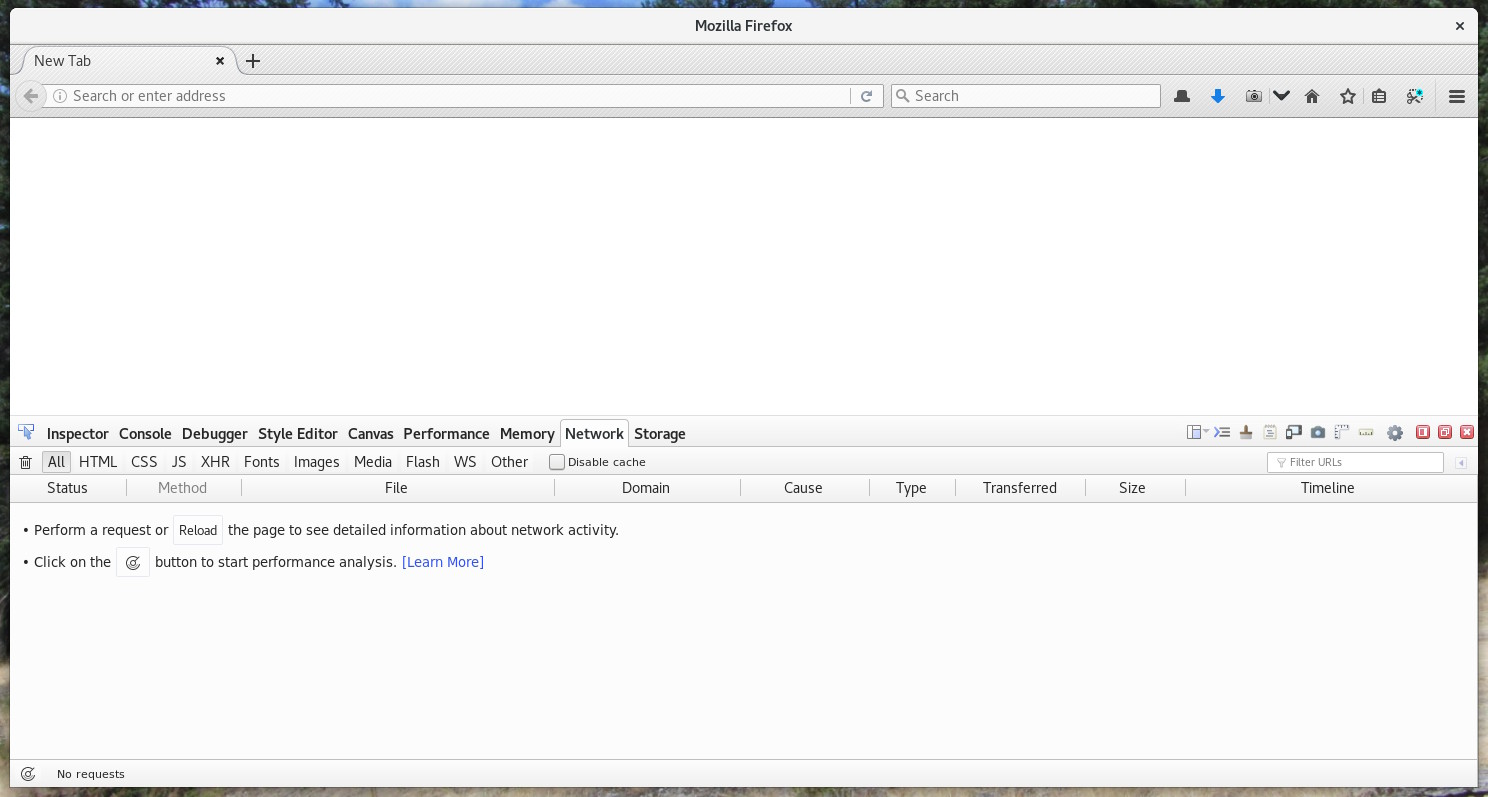 Mozilla Firefox
New Tab
Search or enter address
Search
Inspector Console Debugger Style Editor Canvas Performance Memory Network Storage
All HTML CSS JS XHR Fonts Images Media Flash WS Other Disable cache Filter URLs
Status Method File Domain Cause Type Transferred Size Timeline
• Perform a request or Reload the page to see detailed information about network activity.
• Click on the button to start performance analysis. [Learn More]
No requests